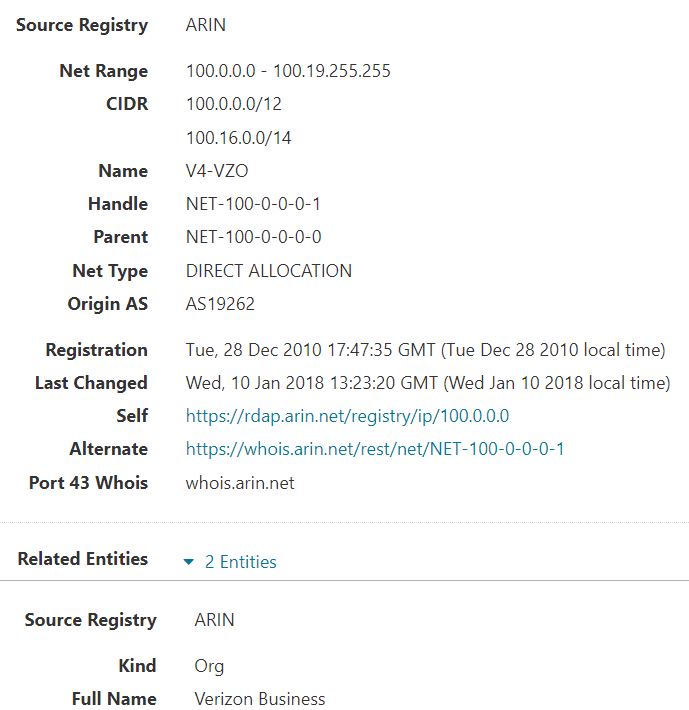 Source Registry ARIN
Net Range 100.0.0.0 - 100.19.255.255
CIDR 100.0.0.0/12
100.16.0.0/14
Name V4-VZO
Handle NET-100-0-0-0-1
Parent NET-100-0-0-0-0
Net Type DIRECT ALLOCATION
Origin AS AS19262
Registration Tue, 28 Dec 2010 17:47:35 GMT (Tue Dec 28 2010 local time)
Last Changed Wed, 10 Jan 2018 13:23:20 GMT (Wed Jan 10 2018 local time)
Self https://rdap.arin.net/registry/ip/100.0.0.0
Alternate https://whois.arin.net/rest/net/NET-100-0-0-0-1
Port 43 Whois whois.arin.net
Related Entities 2 Entities
Source Registry ARIN
Kind Org
Full Name Verizon Business